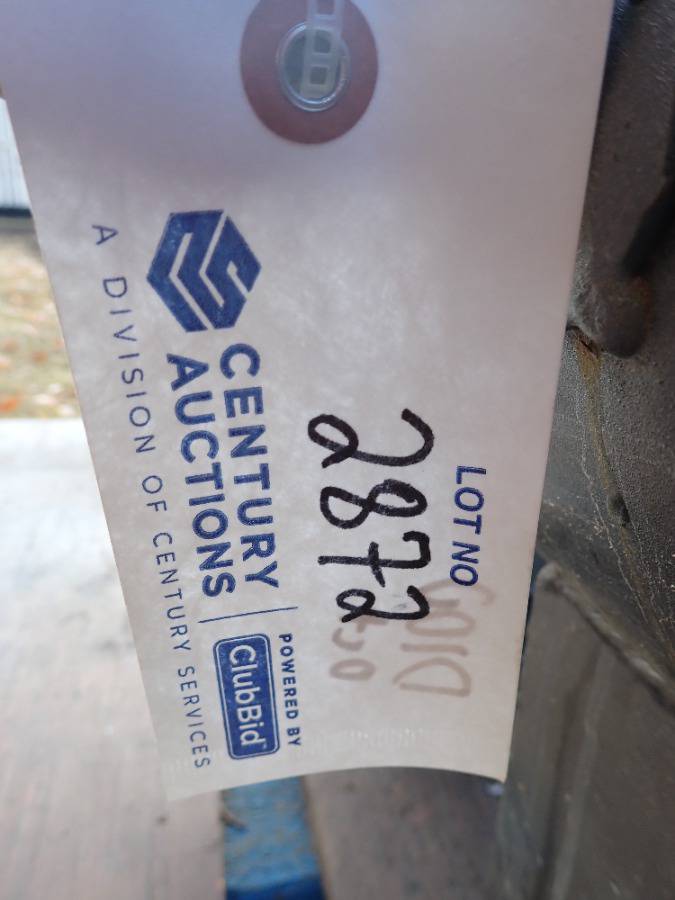 LOT NO
2872
CENTURY
AUCTIONS
POWERED BY
ClubBid
A DIVISION OF CENTURY SERVICES